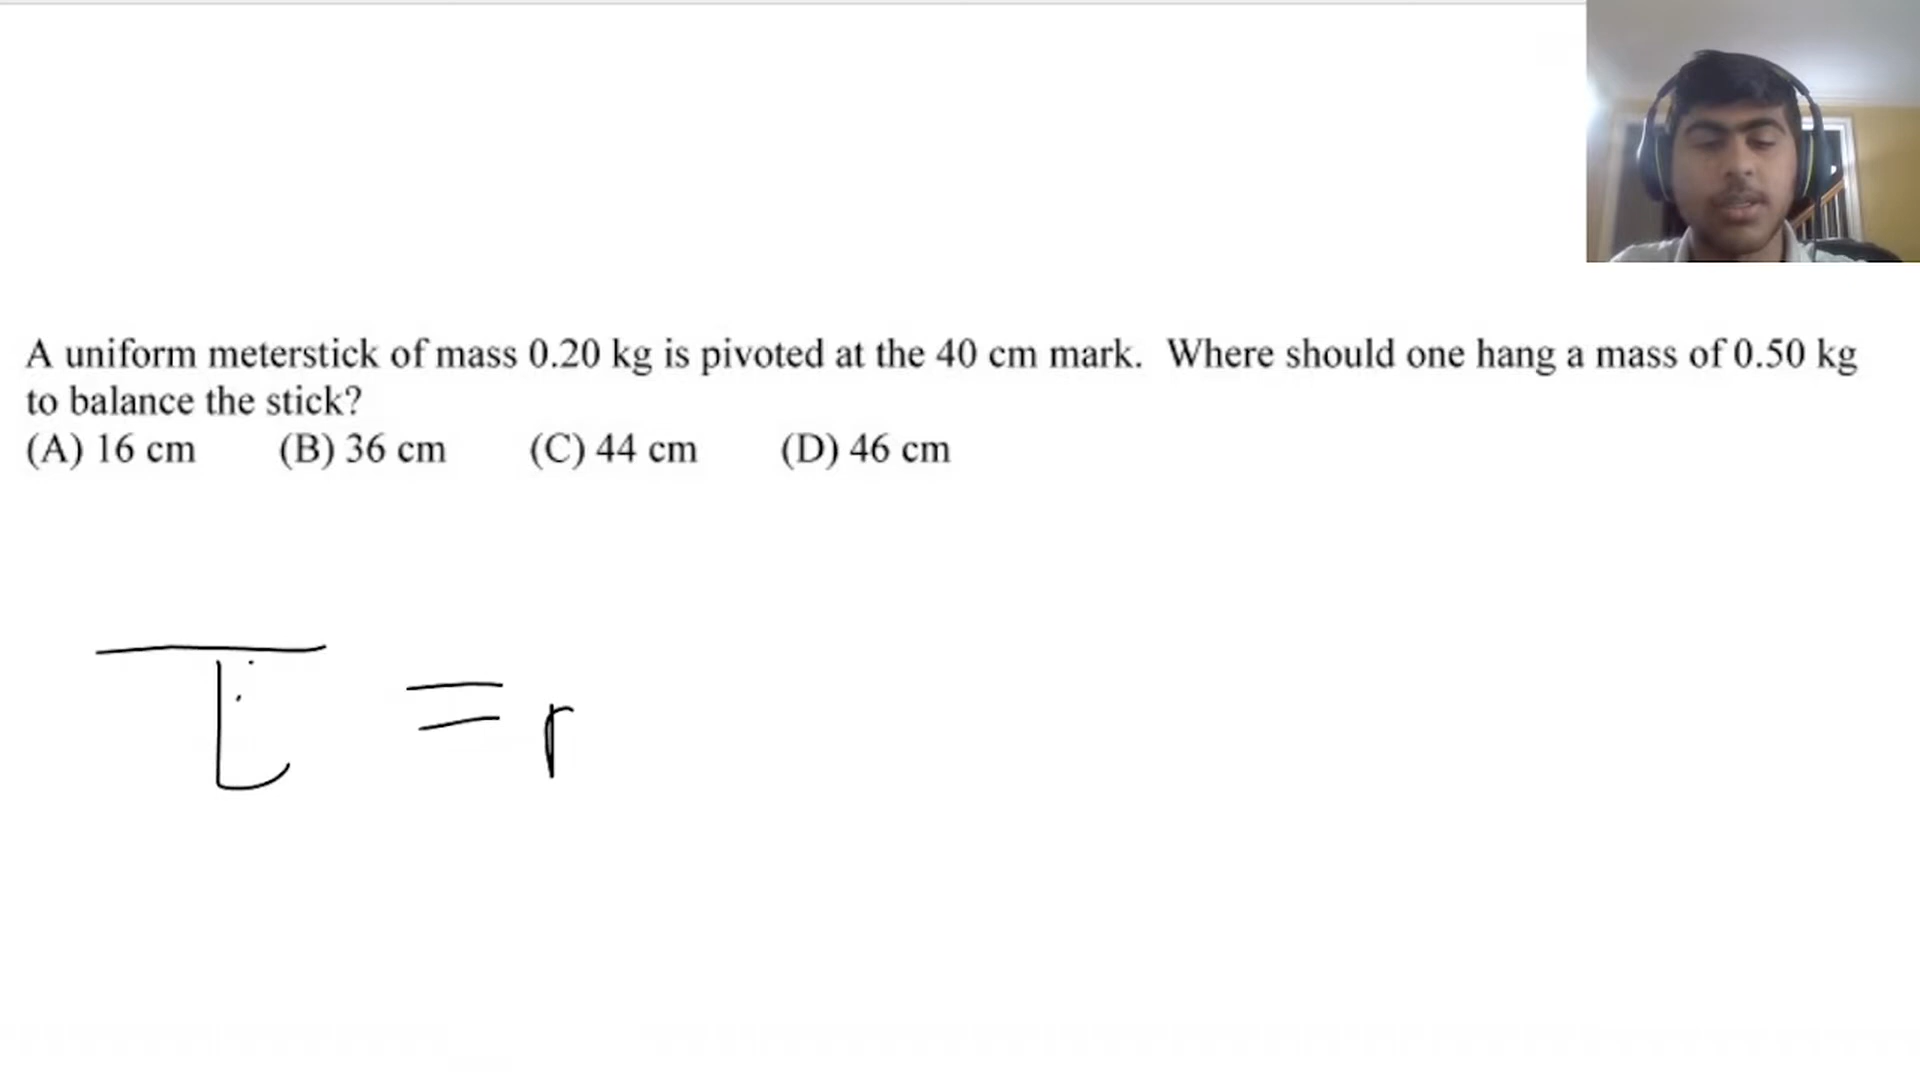 A uniform meterstick of mass 0.20 kg is pivoted at the 40 cm mark. Where should one hang a mass of 0.50 kg
to balance the stick?
(A) 16 cm (B) 36 cm (C) 44 cm (D) 46 cm
τ = r